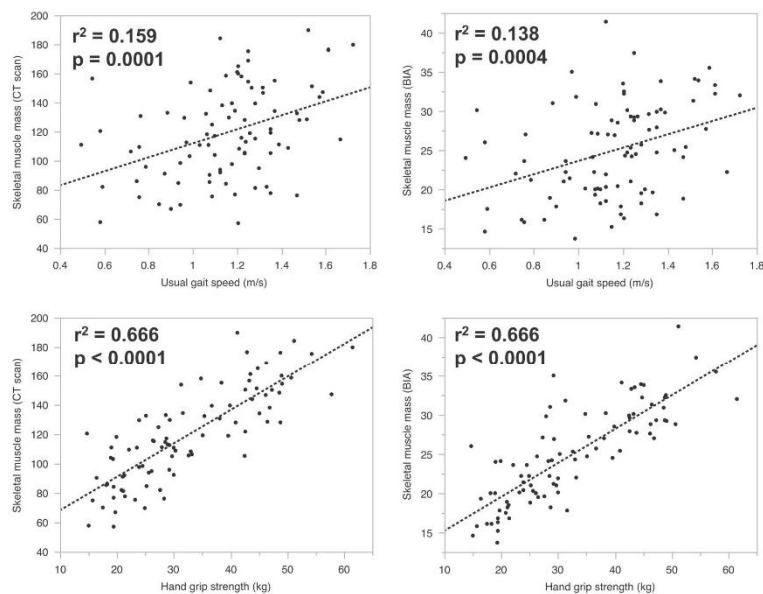 r² = 0.159
p = 0.0001
Skeletal muscle mass (CT scan)
200
180
160
140
120
100
80
60
40
0.4 0.6 0.8 1.0 1.2 1.4 1.6 1.8
Usual gait speed (m/s)
r² = 0.138
p = 0.0004
Skeletal muscle mass (BIA)
40
35
30
25
20
15
0.4 0.6 0.8 1.0 1.2 1.4 1.6 1.8
Usual gait speed (m/s)
r² = 0.666
p < 0.0001
Skeletal muscle mass (CT scan)
200
180
160
140
120
100
80
60
40
10 20 30 40 50 60
Hand grip strength (kg)
r² = 0.666
p < 0.0001
Skeletal muscle mass (BIA)
40
35
30
25
20
15
10 20 30 40 50 60
Hand grip strength (kg)